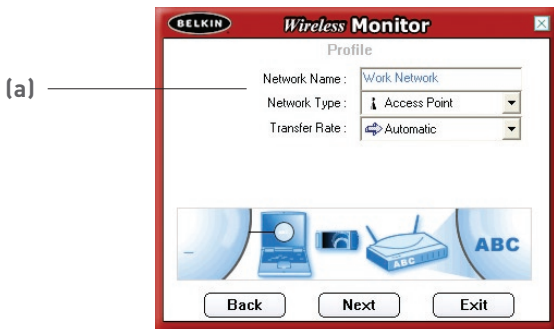 BELKIN Wireless Monitor
Profile
(a)
Network Name : Work Network
Network Type : Access Point
Transfer Rate : Automatic
ABC
ABC
Back Next Exit